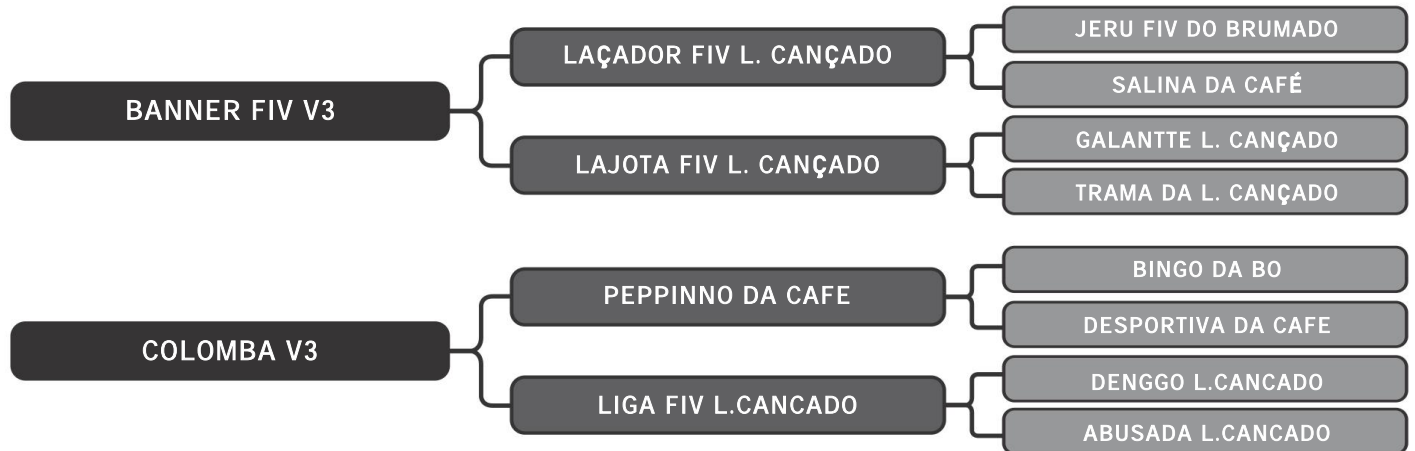 BANNER FIV V3
LAÇADOR FIV L. CANÇADO
LAJOTA FIV L. CANÇADO
JERU FIV DO BRUMADO
SALINA DA CAFÉ
GALANTTE L. CANÇADO
TRAMA DA L. CANÇADO
COLOMBA V3
PEPPINNO DA CAFE
LIGA FIV L.CANCADO
BINGO DA BO
DESPORTIVA DA CAFE
DENGGO L.CANCADO
ABUSADA L.CANCADO